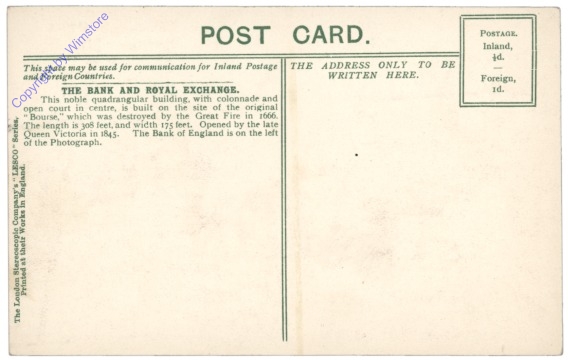 POST CARD.
POSTAGE.
Inland,
½d.
—
Foreign,
1d.
This space may be used for communication for Inland Postage
and Foreign Countries.
THE ADDRESS ONLY TO BE
WRITTEN HERE.
THE BANK AND ROYAL EXCHANGE.
This noble quadrangular building, with colonnade and
open court in centre, is built on the site of the original
"Bourse," which was destroyed by the Great Fire in 1666.
The length is 308 feet, and width 175 feet. Opened by the late
Queen Victoria in 1845. The Bank of England is on the left
of the Photograph.
The London Stereoscopic Company's "LESCO" Series.
Printed at their Works in England.
Copyright by Wimstore